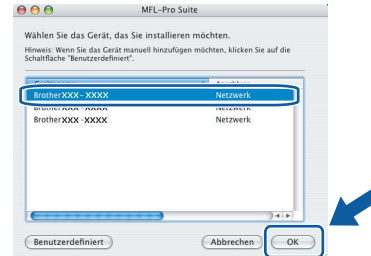 MFL-Pro Suite
Wählen Sie das Gerät, das Sie installieren möchten.
Hinweis: Wenn Sie das Gerät manuell hinzufügen möchten, klicken Sie auf die
Schaltfläche "Benutzerdefiniert".
BrotherXXX-XXXX Netzwerk
BrotherXXX-XXXX Netzwerk
BrotherXXX-XXXX Netzwerk
Benutzerdefiniert Abbrechen OK